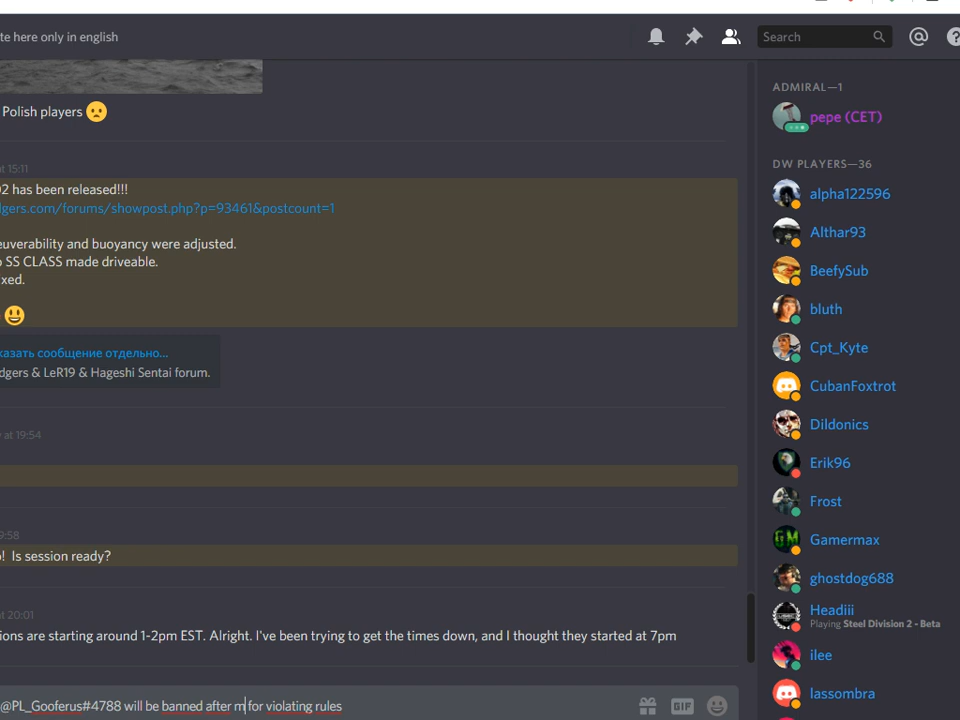 te here only in english
Search
Polish players
at 15:11
02 has been released!!!
dgers.com/forums/showpost.php?p=93461&postcount=1
euverability and buoyancy were adjusted.
o SS CLASS made driveable.
ixed.
казать сообщение отдельно...
dgers & LeR19 & Hageshi Sentai forum.
y at 19:54
9:58
o! Is session ready?
at 20:01
ions are starting around 1-2pm EST. Alright. I've been trying to get the times down, and I thought they started at 7pm
@PL_Gooferus#4788 will be banned after m for violating rules
GIF
ADMIRAL—1
pepe (CET)
DW PLAYERS—36
alpha122596
Althar93
BeefySub
bluth
Cpt_Kyte
CubanFoxtrot
Dildonics
Erik96
Frost
GM
Gamermax
ghostdog688
Headiii
Playing Steel Division 2 - Beta
ilee
lassombra